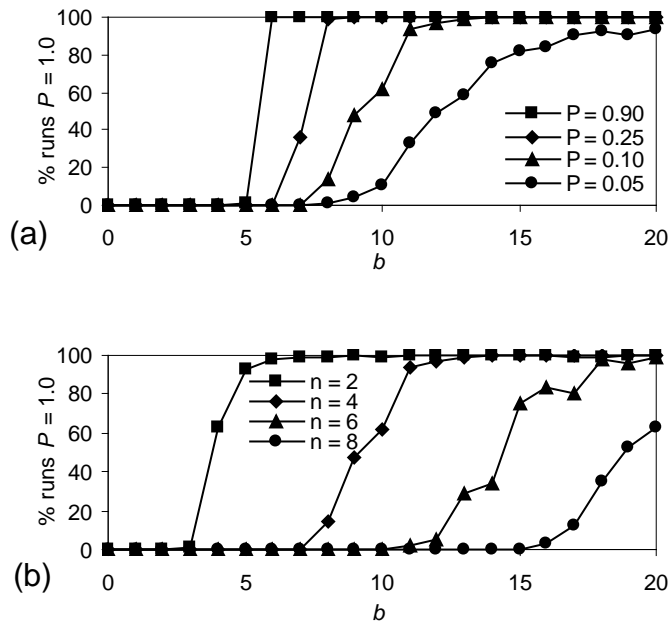 100
80
60
40
20
0
% runs P = 1.0
P = 0.90
P = 0.25
P = 0.10
P = 0.05
(a)
0 5 10 15 20
b
100
80
60
40
20
0
% runs P = 1.0
n = 2
n = 4
n = 6
n = 8
(b)
0 5 10 15 20
b